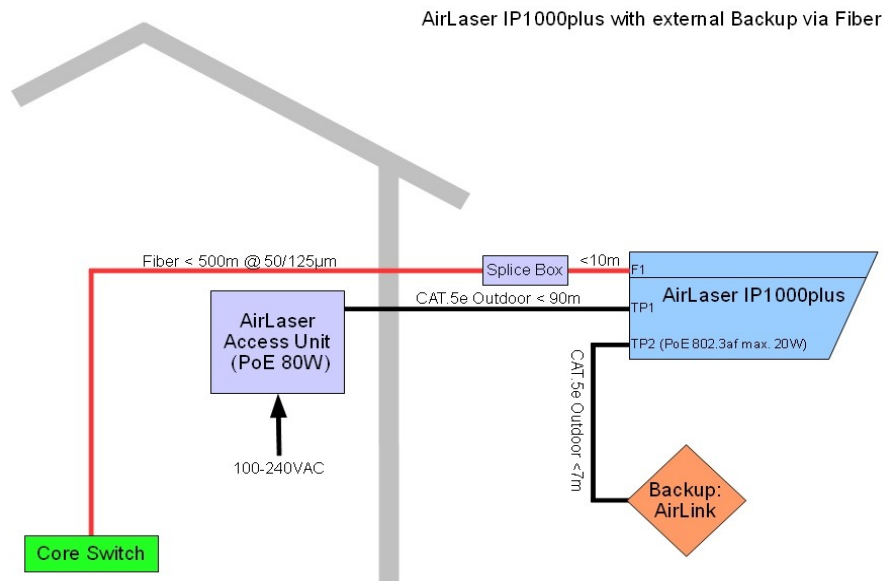 AirLaser IP1000plus with external Backup via Fiber
Fiber < 500m @ 50/125µm
Splice Box
<10m
F1
AirLaser IP1000plus
CAT.5e Outdoor < 90m
TP1
AirLaser
Access Unit
(PoE 80W)
TP2 (PoE 802.3af max. 20W)
CAT.5e Outdoor <7m
100-240VAC
Backup:
AirLink
Core Switch